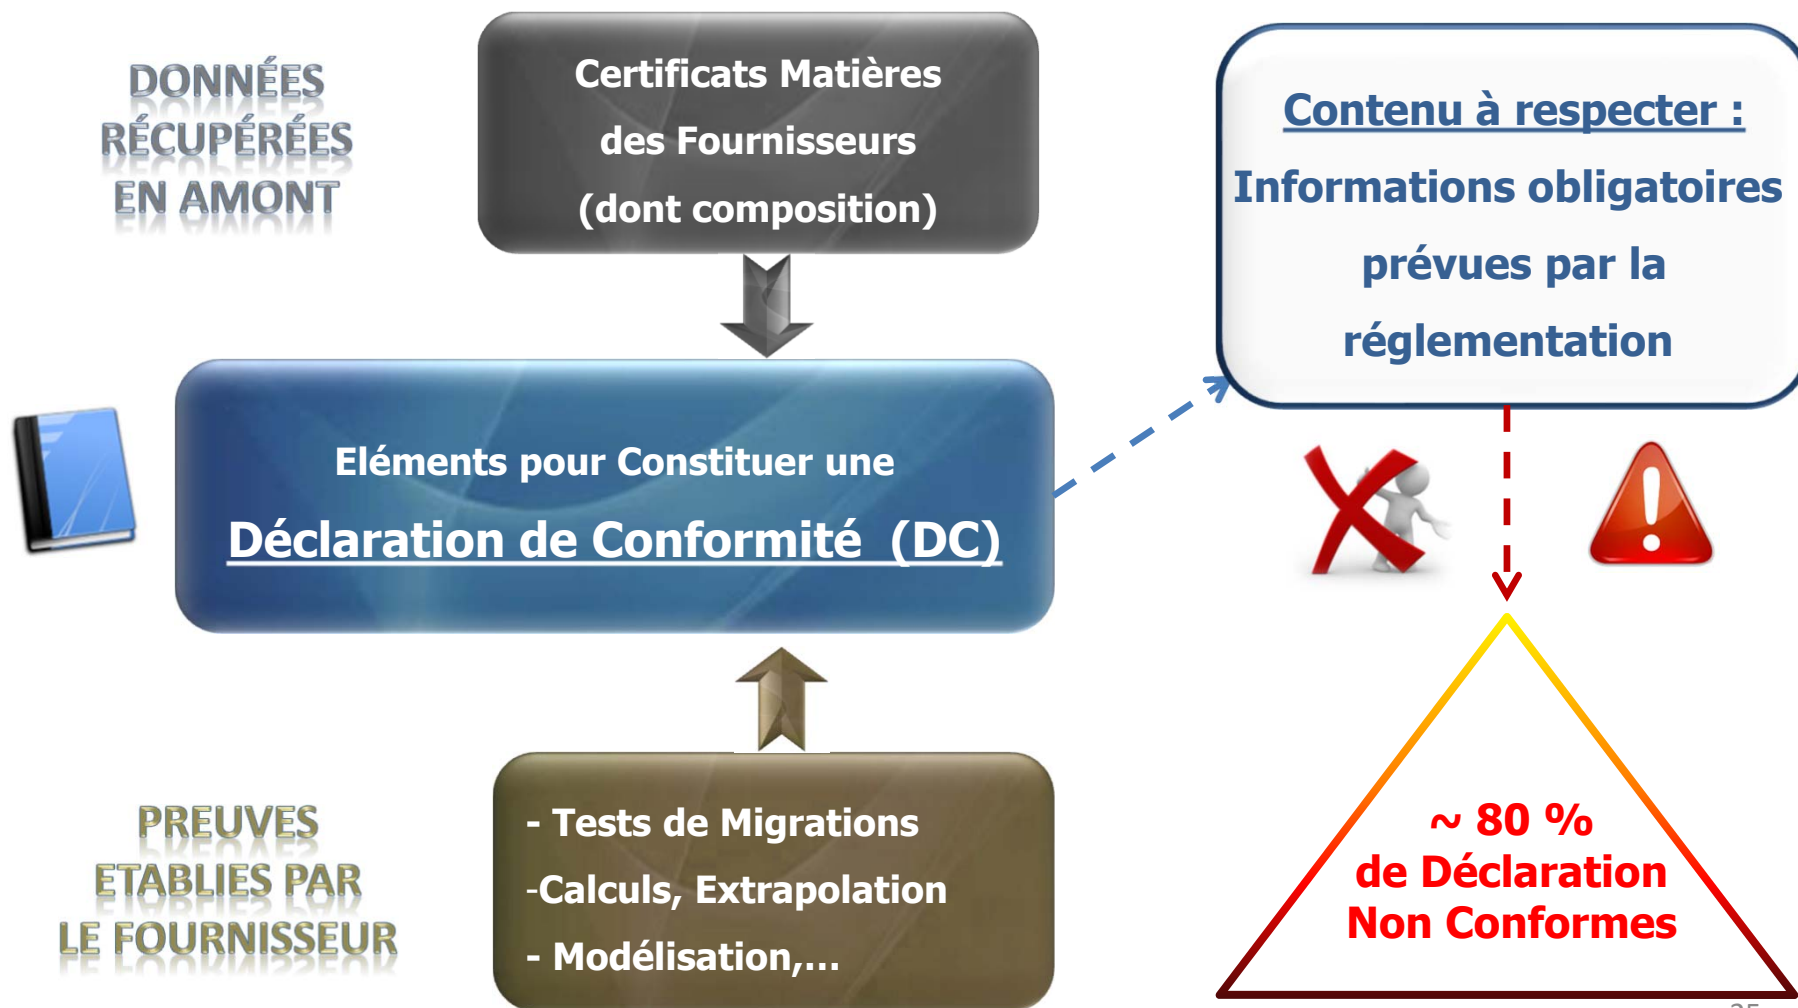 DONNÉES
RÉCUPÉRÉES
EN AMONT
Certificats Matières
des Fournisseurs
(dont composition)
Contenu à respecter :
Informations obligatoires
prévues par la
réglementation
Eléments pour Constituer une
Déclaration de Conformité (DC)
PREUVES
ETABLIES PAR
LE FOURNISSEUR
- Tests de Migrations
-Calculs, Extrapolation
- Modélisation,...
~ 80 %
de Déclaration
Non Conformes